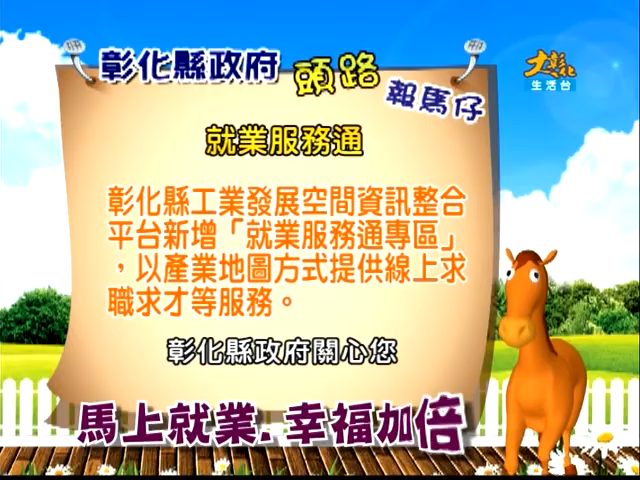 彰化縣政府 頭路 報馬仔
大彰化
生活台
就業服務通
彰化縣工業發展空間資訊整合
平台新增「就業服務通專區」
，以產業地圖方式提供線上求
職求才等服務。
彰化縣政府關心您
馬上就業.幸福加倍